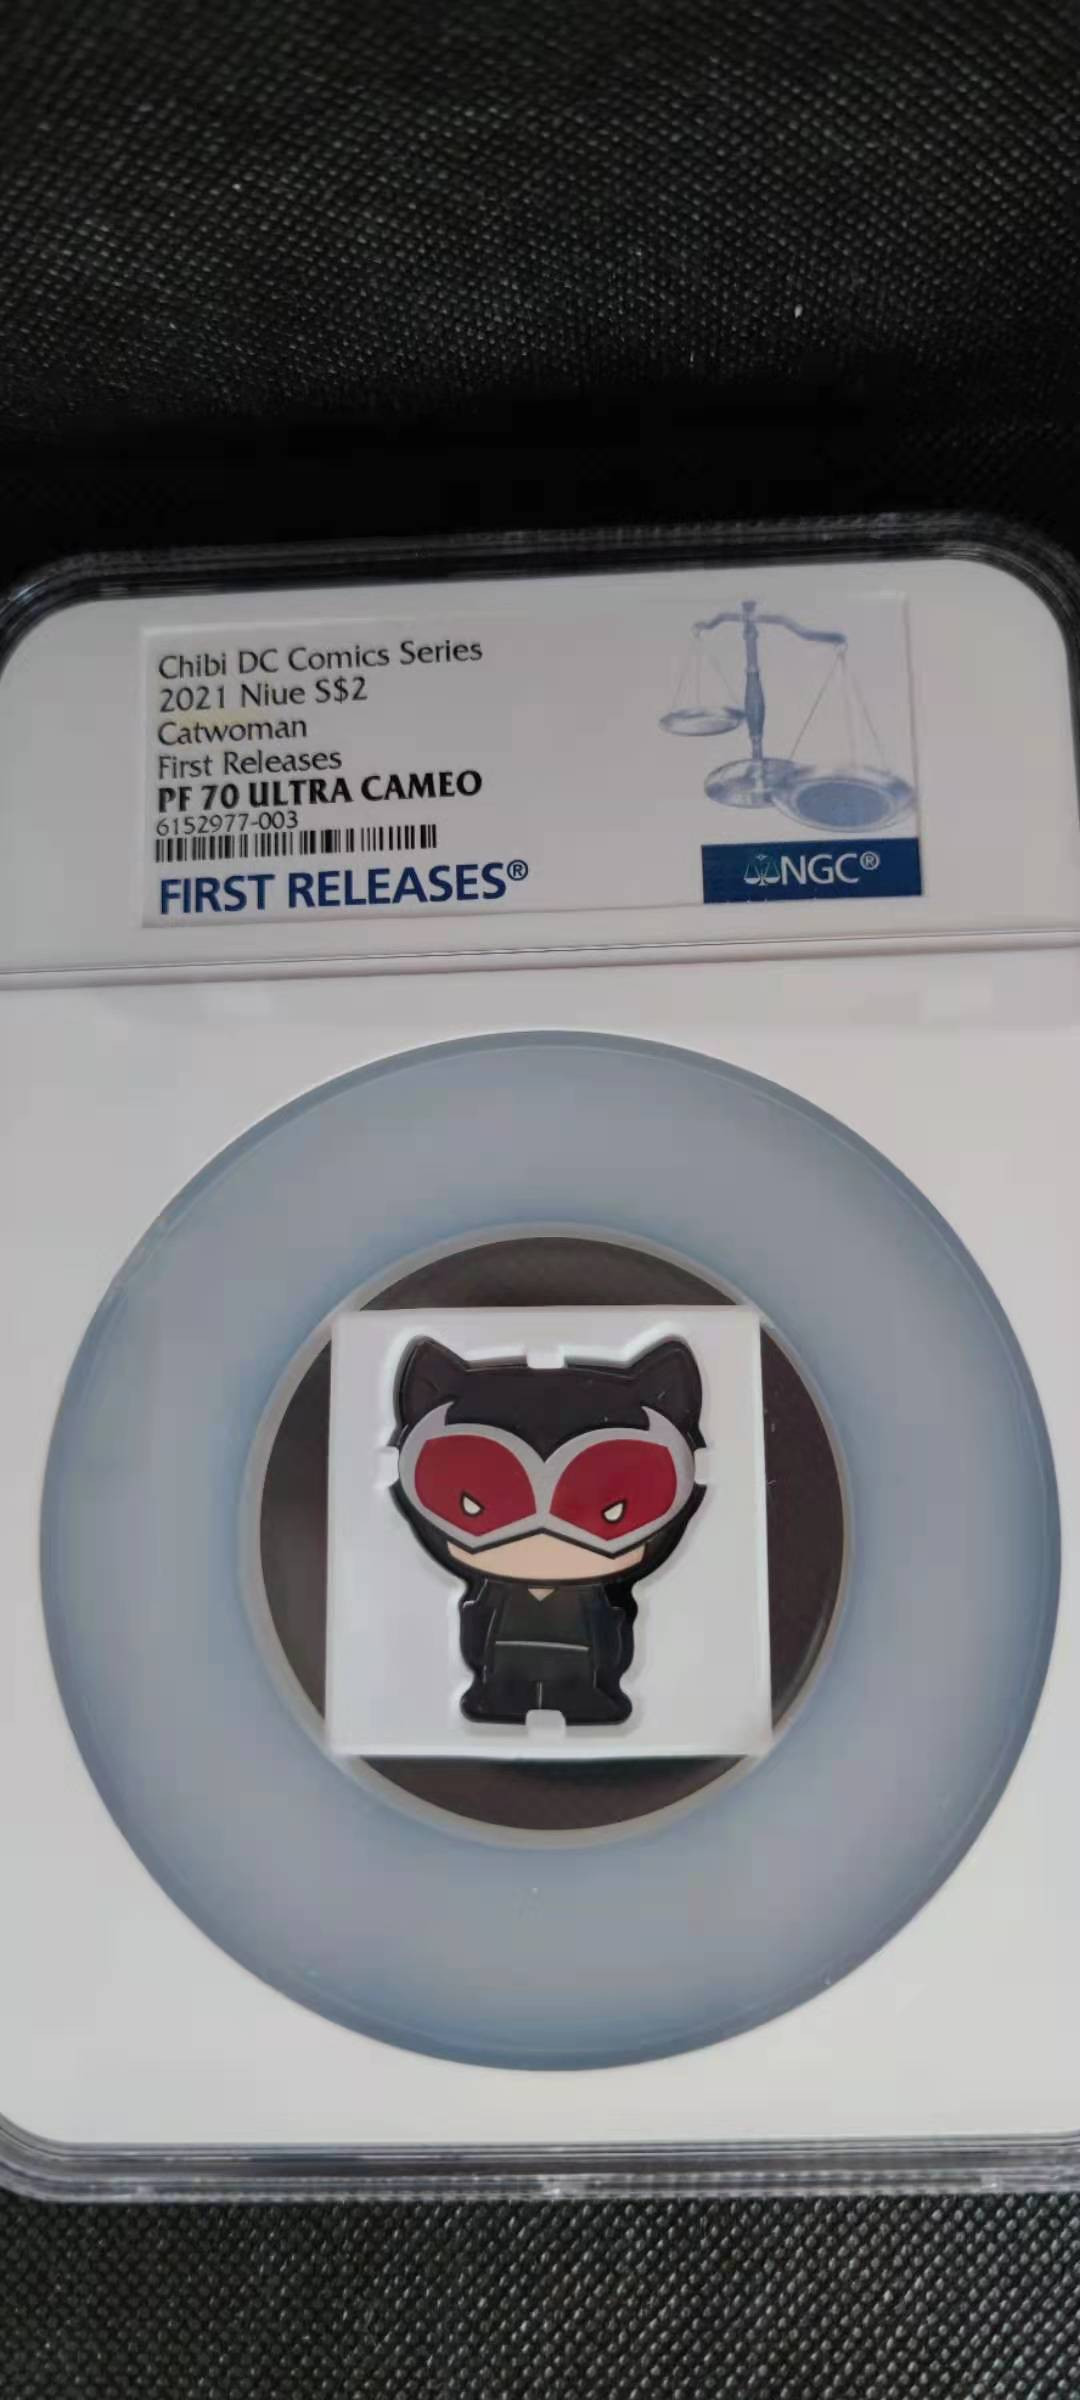 Chibi DC Comics Series
2021 Niue S$2
Catwoman
First Releases
PF 70 ULTRA CAMEO
6152977-003
FIRST RELEASES®
NGC®